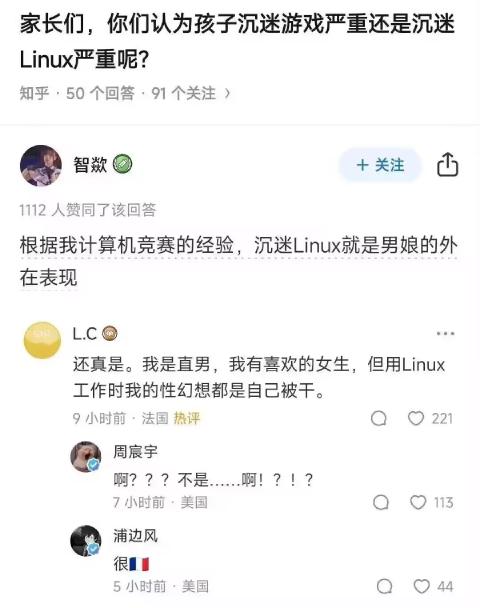 家长们，你们认为孩子沉迷游戏严重还是沉迷
Linux严重呢？
知乎 · 50 个回答 · 91 个关注 >
智欻
+ 关注
1112 人赞同了该回答
根据我计算机竞赛的经验，沉迷Linux就是男娘的外
在表现
L.C
还真是。我是直男，我有喜欢的女生，但用Linux
工作时我的性幻想都是自己被干。
9 小时前 · 法国 热评
221
周宸宇
啊？？？不是……啊！？！？
7 小时前 · 美国
113
浦边风
很🇫🇷
5 小时前 · 美国
44